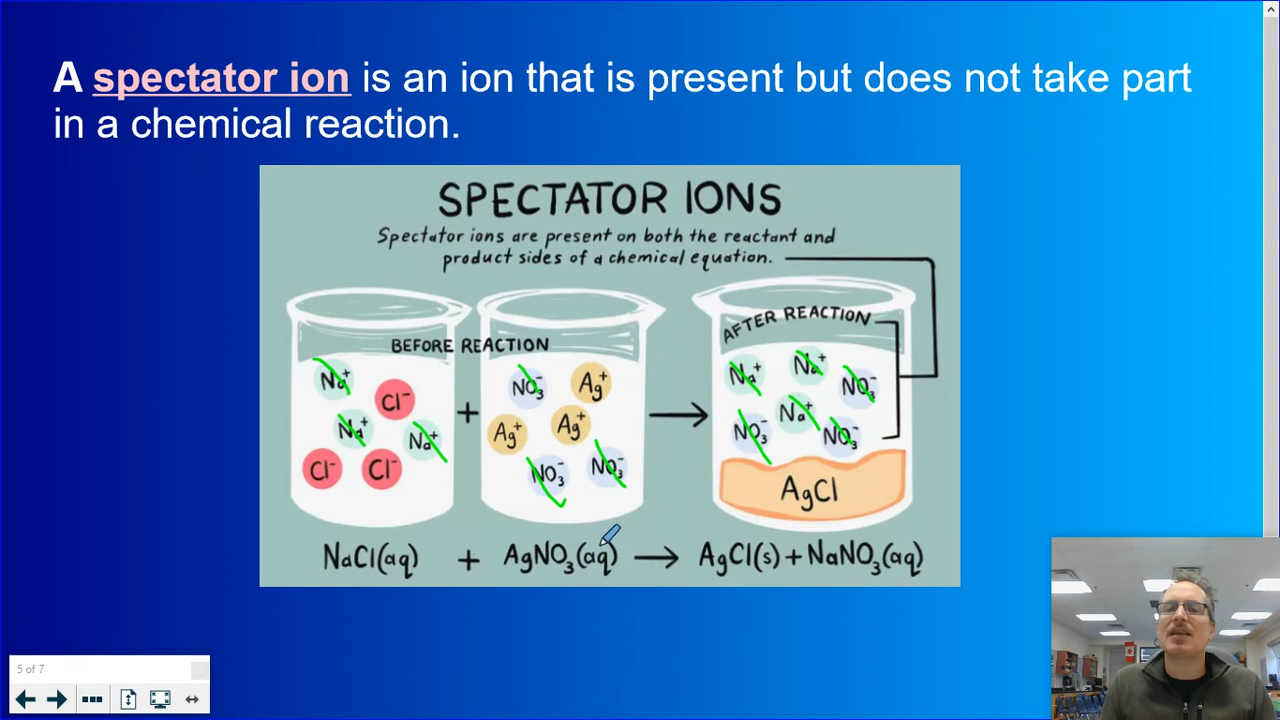 A spectator ion is an ion that is present but does not take part
in a chemical reaction.
SPECTATOR IONS
Spectator ions are present on both the reactant and
product sides of a chemical equation.
BEFORE REACTION
AFTER REACTION
Na⁺
Cl⁻
Na⁺
Na⁺
Cl⁻
Cl⁻
+
NO₃⁻
Ag⁺
Ag⁺
Ag⁺
NO₃⁻
NO₃⁻
→
Na⁺
Na⁺
NO₃⁻
Na⁺
NO₃⁻
NO₃⁻
AgCl
NaCl(aq) + AgNO₃(aq) → AgCl(s) + NaNO₃(aq)
5 of 7